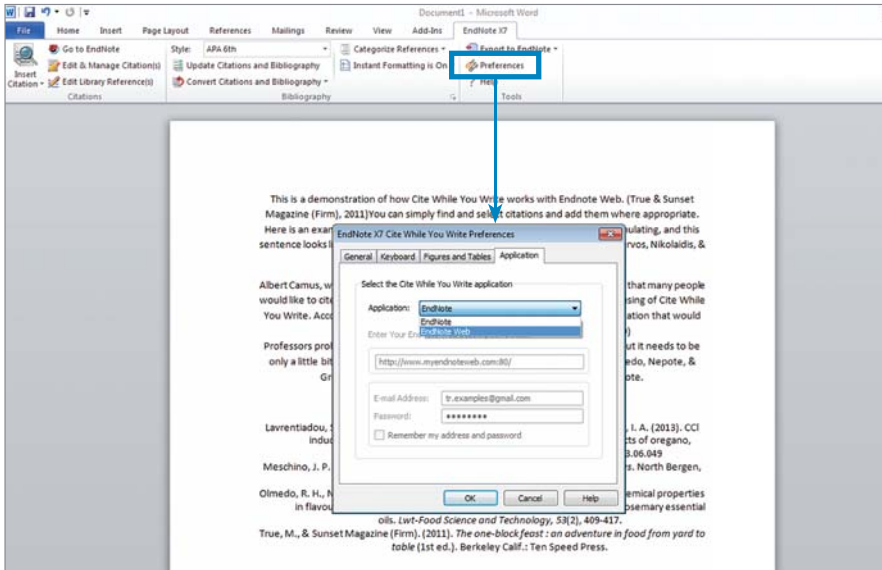 Document1 - Microsoft Word
File Home Insert Page Layout References Mailings Review View Add-Ins EndNote X7
Go to EndNote Style: APA 6th Categorize References Export to EndNote
Insert Citation Edit & Manage Citation(s) Update Citations and Bibliography Instant Formatting is On Preferences
Edit Library Reference(s) Convert Citations and Bibliography Help
Citations Bibliography Tools
This is a demonstration of how Cite While You Write works with Endnote Web. (True & Sunset
Magazine (Firm), 2011)You can simply find and select citations and add them where appropriate.
Here is an exam ulating, and this
sentence looks li rvos, Nikolaidis, &
EndNote X7 Cite While You Write Preferences
General Keyboard Figures and Tables Application
Albert Camus, w Select the Cite While You Write application that many people
would like to cite sing of Cite While
Application: EndNote
You Write. Acco ation that would
EndNote
EndNote Web
Enter Your En
Professors prob ut it needs to be
only a little bit http://www.myendnoteweb.com:80/ edo, Nepote, &
Gr ote.
E-mail Address: tr.examples@gmail.com
Password: ••••••••
Lavrentiadou, S , I. A. (2013). CCl
Remember my address and password
induc ts of oregano,
3.06.049
Meschino, J. P. s. North Bergen,
OK Cancel Help
Olmedo, R. H., N emical properties
in flavou osemary essential
oils. Lwt-Food Science and Technology, 53(2), 409-417.
True, M., & Sunset Magazine (Firm). (2011). The one-block feast : an adventure in food from yard to
table (1st ed.). Berkeley Calif.: Ten Speed Press.